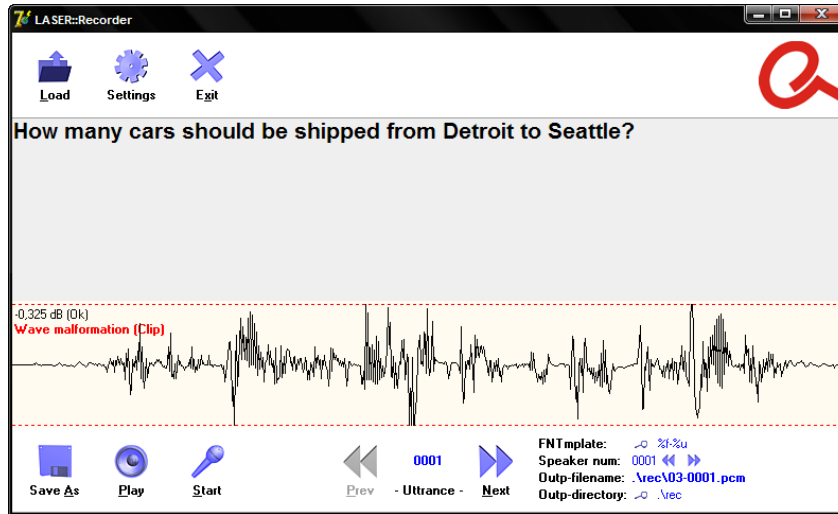 LASER::Recorder
Load Settings Exit
How many cars should be shipped from Detroit to Seattle?
-0,325 dB (Ok)
Wave malformation (Clip)
Save As Play Start
Prev 0001 - Uttrance - Next
FNTmplate: %f-%u
Speaker num: 0001
Outp-filename: .\rec\03-0001.pcm
Outp-directory: .\rec